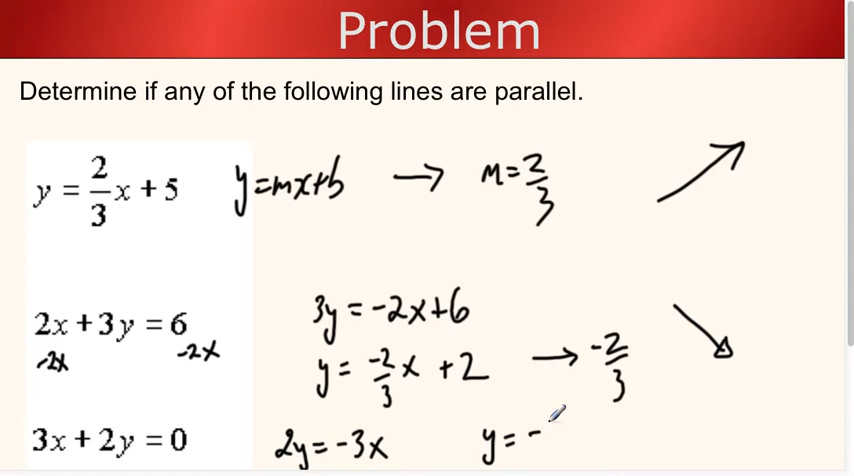 Problem
Determine if any of the following lines are parallel.
y = 2/3 x + 5 y=mx+b → m=2/3
2x + 3y = 6 3y = -2x+6
-2x -2x y = -2/3 x + 2 → -2/3
3x + 2y = 0 2y = -3x y = -